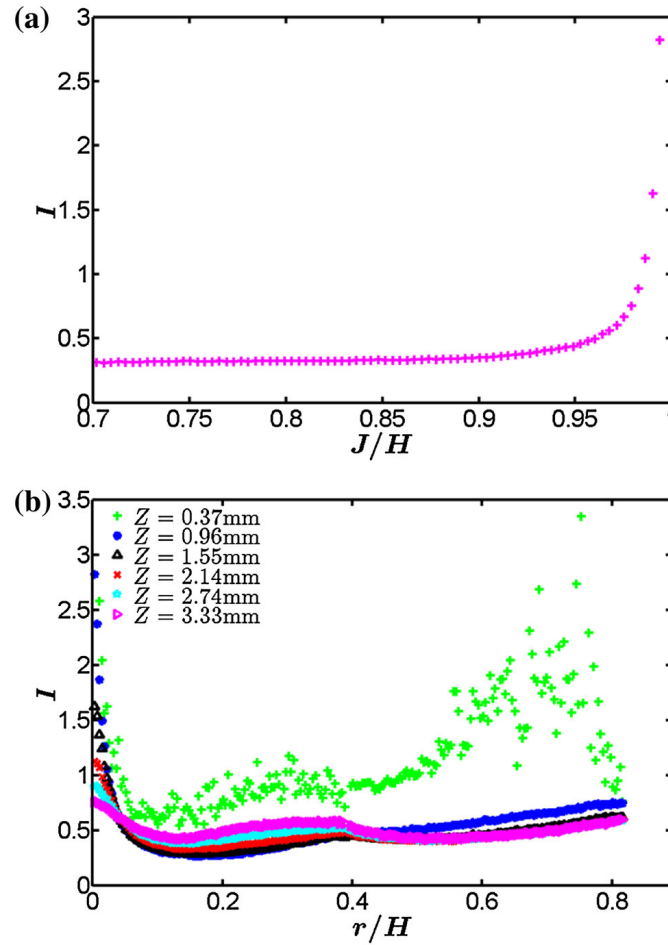 (a)
3
2.5
2
1.5
1
0.5
0
I
0.7 0.75 0.8 0.85 0.9 0.95 1
J/H
(b)
3.5
3
2.5
2
1.5
1
0.5
0
I
Z = 0.37mm
Z = 0.96mm
Z = 1.55mm
Z = 2.14mm
Z = 2.74mm
Z = 3.33mm
0 0.2 0.4 0.6 0.8
r/H